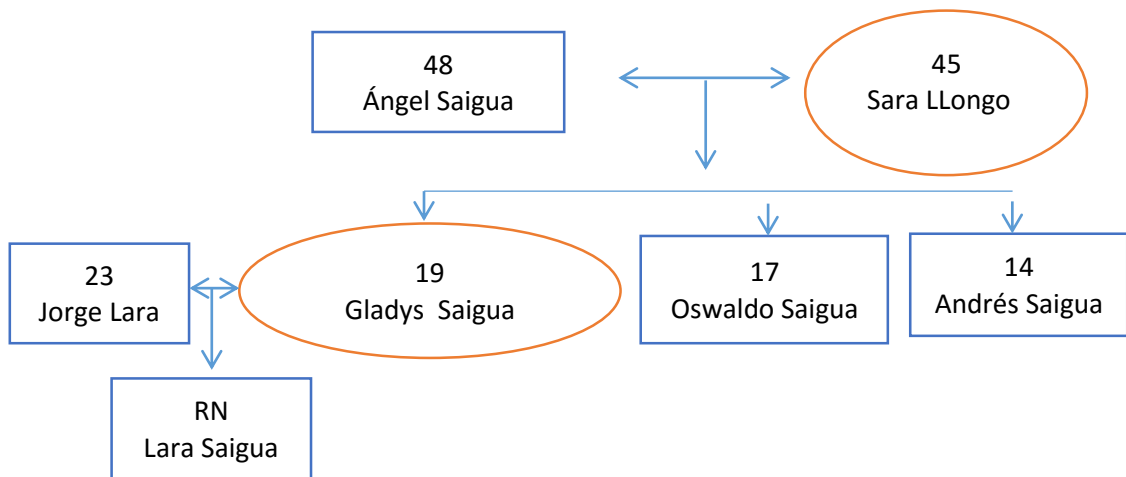 48
Ángel Saigua
45
Sara LLongo
23
Jorge Lara
19
Gladys  Saigua
17
Oswaldo Saigua
14
Andrés Saigua
RN
Lara Saigua